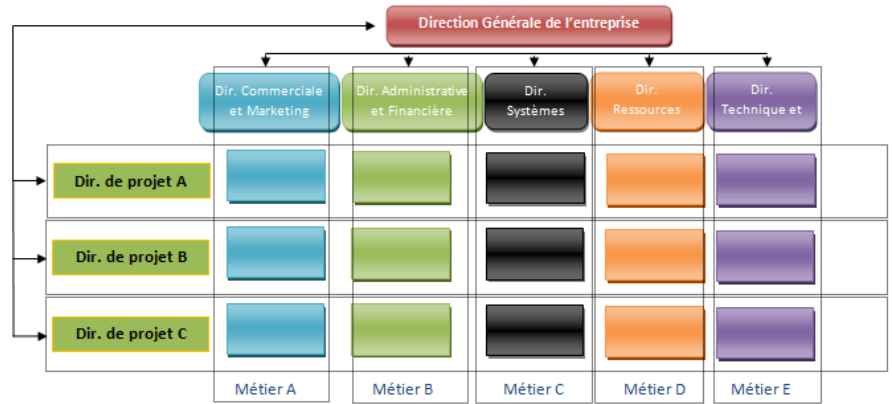 Direction Générale de l'entreprise
Dir. Commerciale
et Marketing
Dir. Administrative
et Financière
Dir.
Systèmes
Dir.
Ressources
Dir.
Technique et
Dir. de projet A
Dir. de projet B
Dir. de projet C
Métier A
Métier B
Métier C
Métier D
Métier E